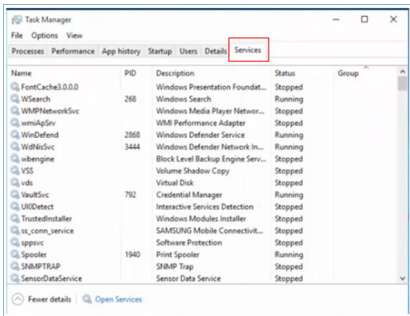 Task Manager
File Options View
Processes Performance App history Startup Users Details Services
Name PID Description Status Group
FontCache3.0.0.0 Windows Presentation Foundat... Stopped
WSearch 268 Windows Search Running
WMPNetworkSvc Windows Media Player Networ... Stopped
wmiApSrv WMI Performance Adapter Stopped
WinDefend 2868 Windows Defender Service Running
WdNisSvc 3444 Windows Defender Network In... Running
wbengine Block Level Backup Engine Serv... Stopped
VSS Volume Shadow Copy Stopped
vds Virtual Disk Stopped
VaultSvc 792 Credential Manager Running
UI0Detect Interactive Services Detection Stopped
TrustedInstaller Windows Modules Installer Stopped
ss_conn_service SAMSUNG Mobile Connectivit... Stopped
sppsvc Software Protection Stopped
Spooler 1940 Print Spooler Running
SNMPTRAP SNMP Trap Stopped
SensorDataService Sensor Data Service Stopped
Fewer details Open Services